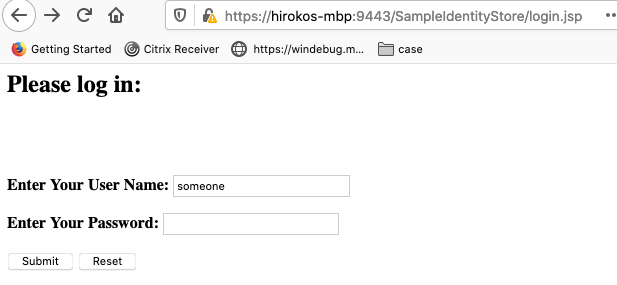 https://hirokos-mbp:9443/SampleIdentityStore/login.jsp
Getting Started Citrix Receiver https://windebug.m... case
Please log in:
Enter Your User Name: someone
Enter Your Password:
Submit Reset